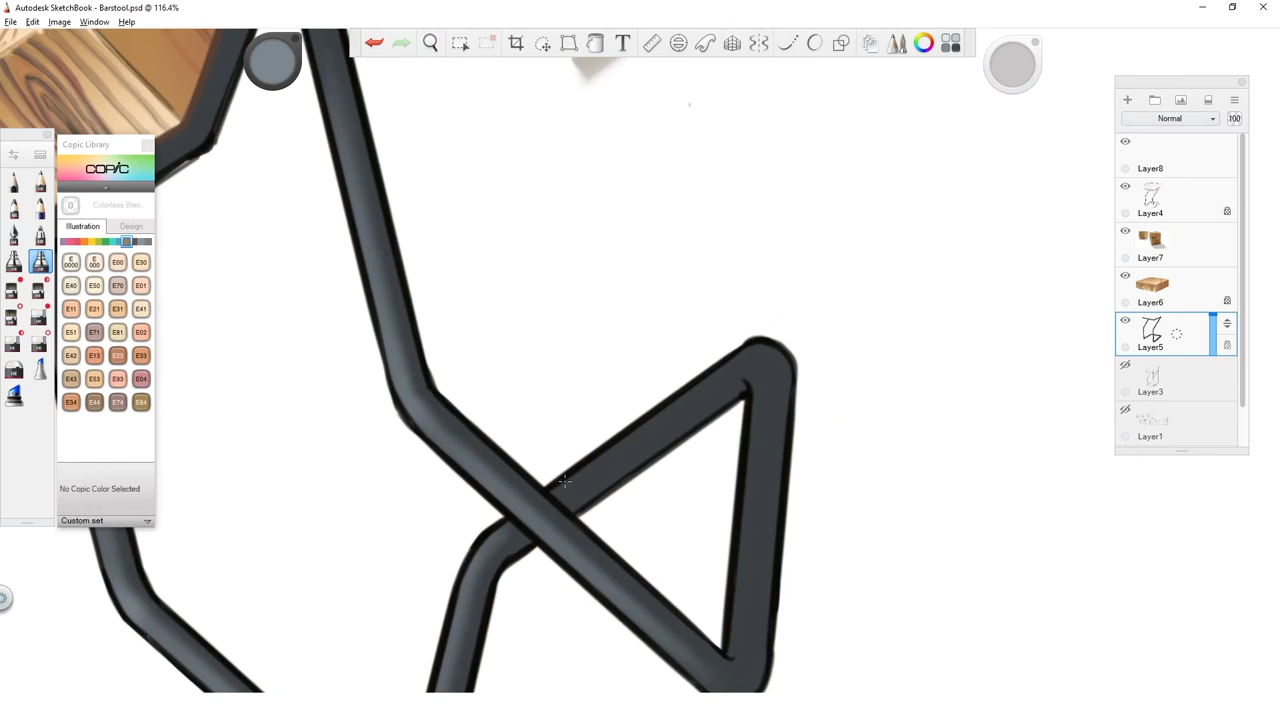 Autodesk SketchBook - Barstool.psd @ 116.4%
File Edit Image Window Help
T
Normal 100
Copic Library
COPIC
0 Colorless Blen..
Illustration Design
E0000 E000 E00 E30
E40 E50 E70 E01
E11 E21 E31 E41
E51 E71 E81 E02
E42 E13 E23 E33
E43 E53 E93 E04
E34 E44 E74 E84
No Copic Color Selected
Custom set
Layer8
Layer4
Layer7
Layer6
Layer5
Layer3
Layer1